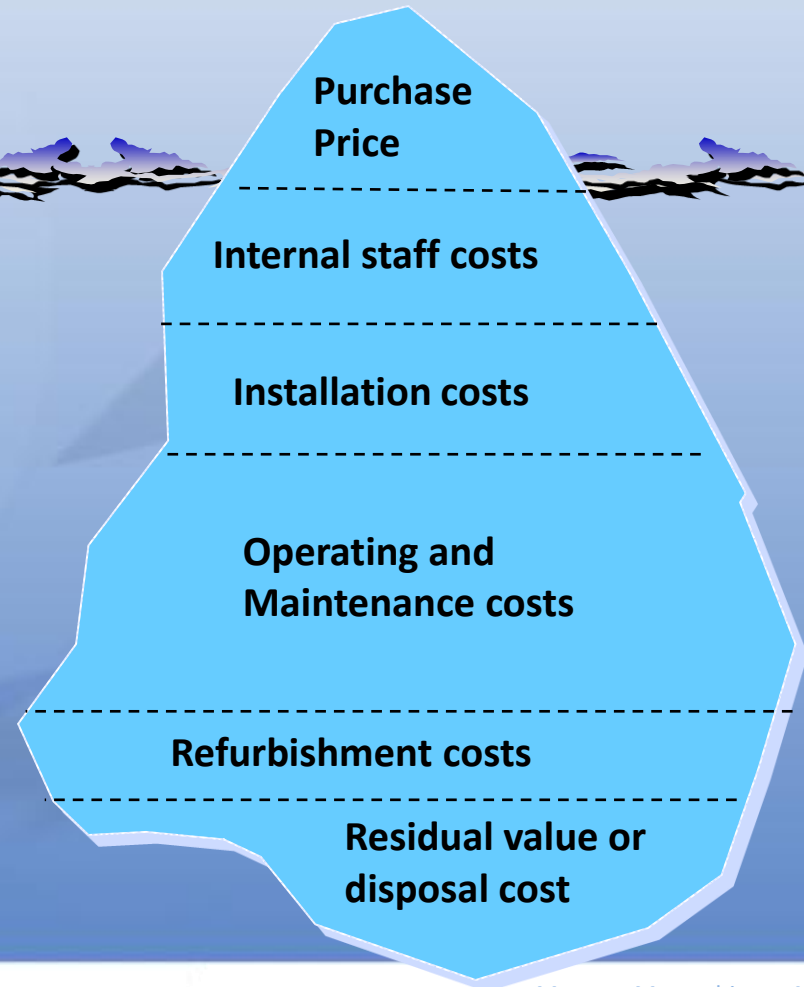 Purchase
Price
Internal staff costs
Installation costs
Operating and
Maintenance costs
Refurbishment costs
Residual value or
disposal cost